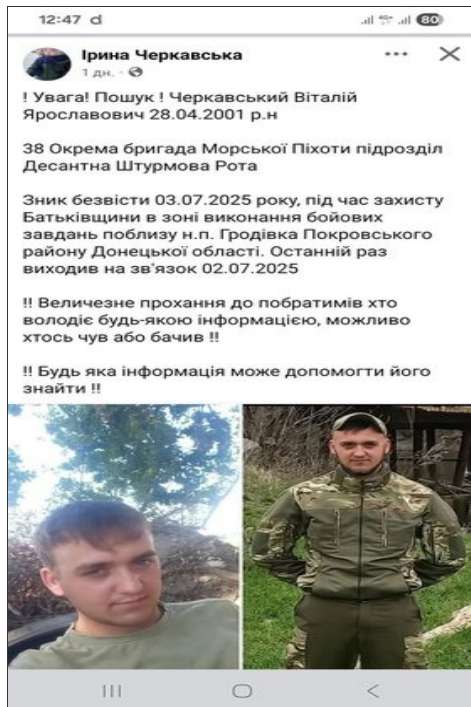 12:47 d
80
Ірина Черкавська
1 дн. ·
! Увага! Пошук ! Черкавський Віталій
Ярославович 28.04.2001 р.н
38 Окрема бригада Морської Піхоти підрозділ
Десантна Штурмова Рота
Зник безвісти 03.07.2025 року, під час захисту
Батьківщини в зоні виконання бойових
завдань поблизу н.п. Гродівка Покровського
району Донецької області. Останній раз
виходив на зв'язок 02.07.2025
!! Величезне прохання до побратимів хто
володіє будь-якою інформацією, можливо
хтось чув або бачив !!
!! Будь яка інформація може допомогти його
знайти !!